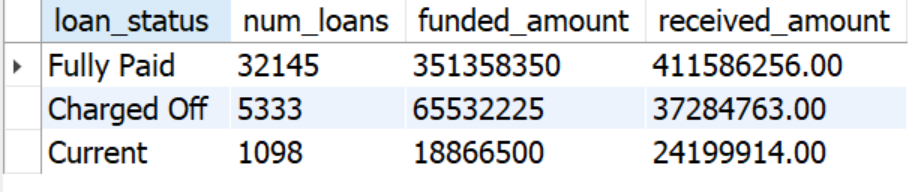 loan_status num_loans funded_amount received_amount
Fully Paid 32145 351358350 411586256.00
Charged Off 5333 65532225 37284763.00
Current 1098 18866500 24199914.00